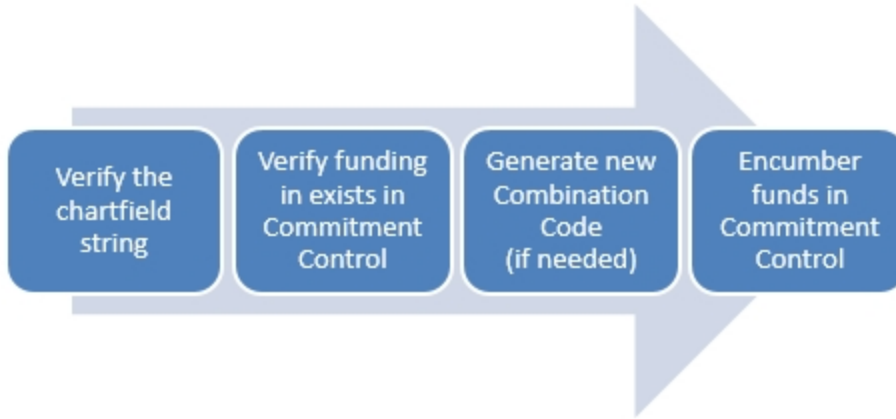 Verify the
chartfield
string
Verify funding
in exists in
Commitment
Control
Generate new
Combination
Code
(if needed)
Encumber
funds in
Commitment
Control